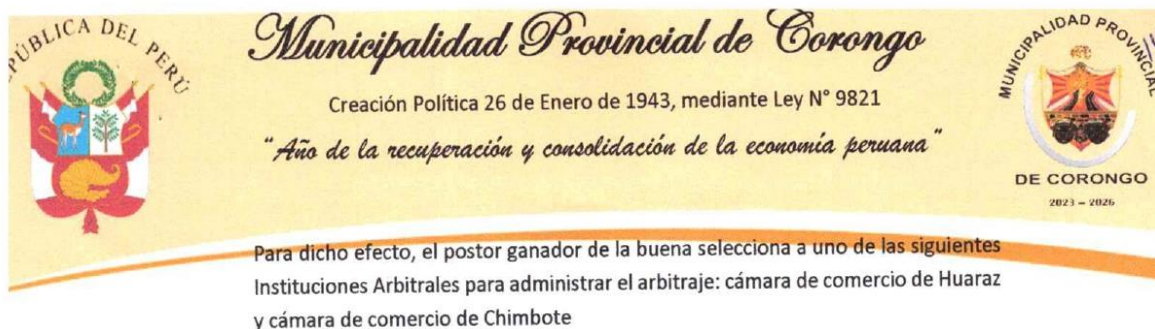 REPÚBLICA DEL PERÚ
Municipalidad Provincial de Corongo
Creación Política 26 de Enero de 1943, mediante Ley N° 9821
"Año de la recuperación y consolidación de la economía peruana"
MUNICIPALIDAD PROVINCIAL
DE CORONGO
2023 – 2026
Para dicho efecto, el postor ganador de la buena selecciona a uno de las siguientes
Instituciones Arbitrales para administrar el arbitraje: cámara de comercio de Huaraz
y cámara de comercio de Chimbote